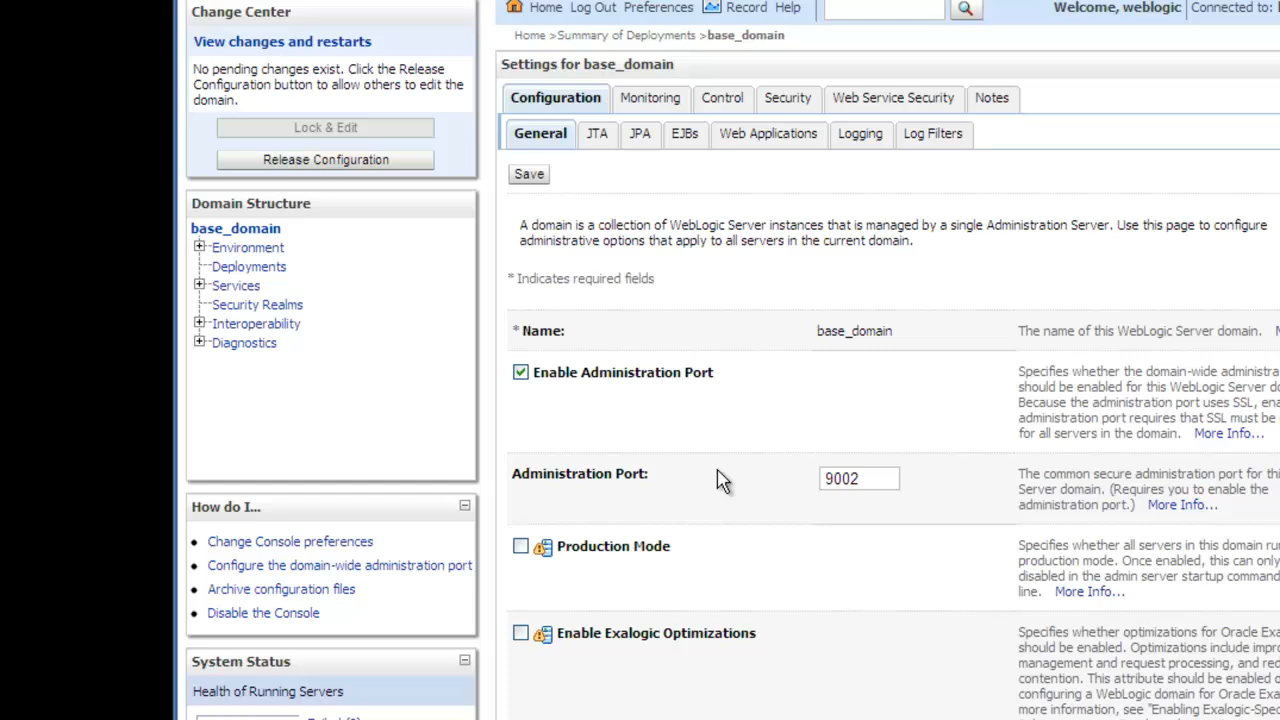 Change Center
View changes and restarts
No pending changes exist. Click the Release
Configuration button to allow others to edit the
domain.
Lock & Edit
Release Configuration
Domain Structure
base_domain
Environment
Deployments
Services
Security Realms
Interoperability
Diagnostics
How do I...
Change Console preferences
Configure the domain-wide administration port
Archive configuration files
Disable the Console
System Status
Health of Running Servers
Home Log Out Preferences Record Help
Welcome, weblogic Connected to:
Home >Summary of Deployments >base_domain
Settings for base_domain
Configuration Monitoring Control Security Web Service Security Notes
General JTA JPA EJBs Web Applications Logging Log Filters
Save
A domain is a collection of WebLogic Server instances that is managed by a single Administration Server. Use this page to configure
administrative options that apply to all servers in the current domain.
* Indicates required fields
* Name:
base_domain
The name of this WebLogic Server domain.
Enable Administration Port
Specifies whether the domain-wide administra
should be enabled for this WebLogic Server do
Because the administration port uses SSL, ena
administration port requires that SSL must be
for all servers in the domain. More Info...
Administration Port:
9002
The common secure administration port for this
Server domain. (Requires you to enable the
administration port.) More Info...
Production Mode
Specifies whether all servers in this domain run
production mode. Once enabled, this can only
disabled in the admin server startup command
line. More Info...
Enable Exalogic Optimizations
Specifies whether optimizations for Oracle Exa
should be enabled. Optimizations include impro
management and request processing, and red
contention. This attribute should be enabled o
configuring a WebLogic domain for Oracle Exa
more information, see "Enabling Exalogic-Spec